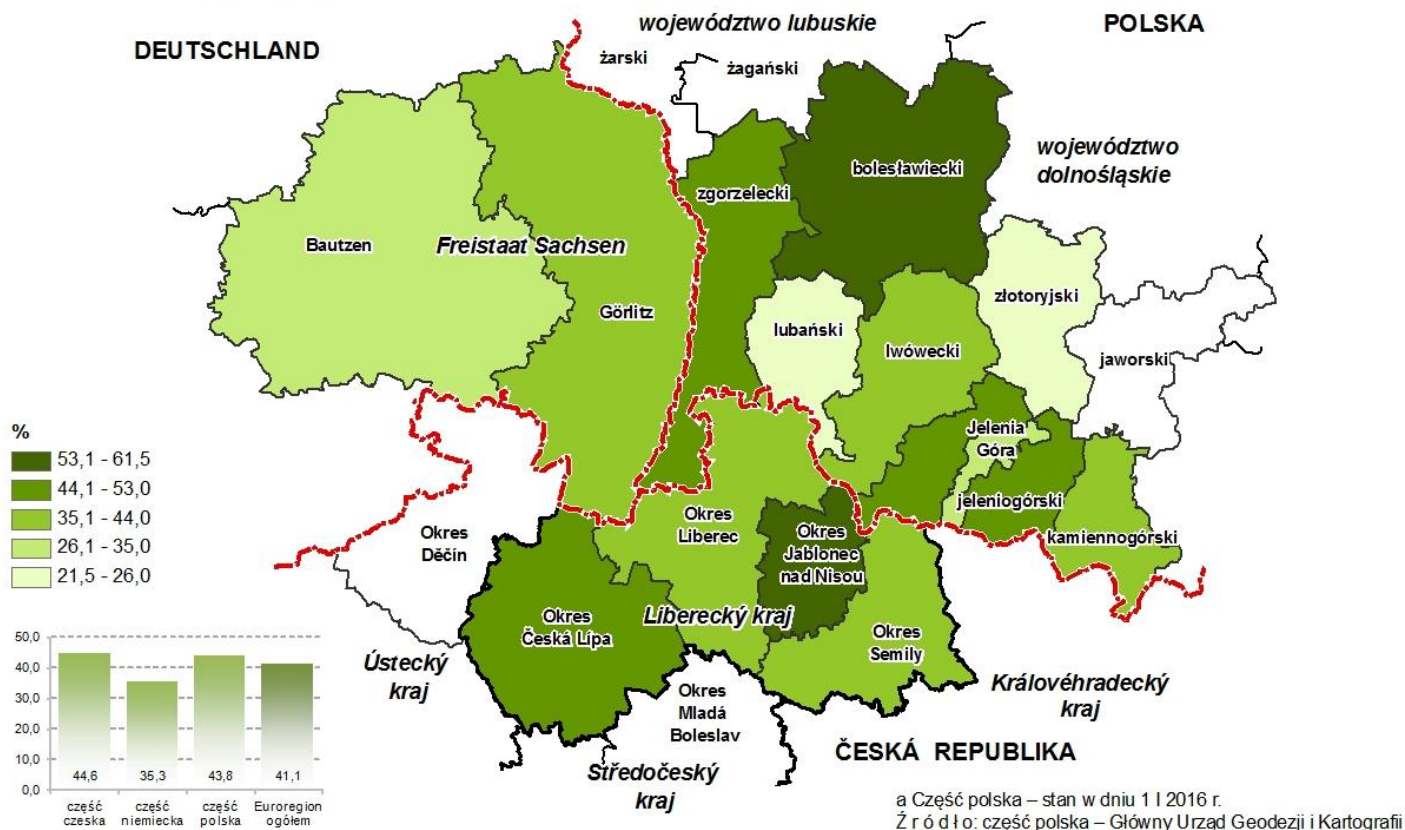 województwo lubuskie
POLSKA
DEUTSCHLAND
żarski
żagański
województwo
dolnośląskie
bolesławiecki
zgorzelecki
Bautzen
Freistaat Sachsen
złotoryjski
Görlitz
lubański
lwówecki
jaworski
%
53,1 - 61,5
44,1 - 53,0
35,1 - 44,0
26,1 - 35,0
21,5 - 26,0
Jelenia
Góra
jeleniogórski
kamiennogórski
Okres
Děčín
Okres
Liberec
Okres
Jablonec
nad Nisou
Okres
Česká Lípa
Liberecký kraj
Okres
Semily
Ústecký
kraj
Okres
Mladá
Boleslav
Královéhradecký
kraj
ČESKÁ REPUBLIKA
Středočeský
kraj
50,0
40,0
30,0
20,0
10,0
0,0
44,6
35,3
43,8
41,1
część
czeska
część
niemiecka
część
polska
Euroregion
ogółem
a Część polska – stan w dniu 1 I 2016 r.
Ź r ó d ł o: część polska – Główny Urząd Geodezji i Kartografii